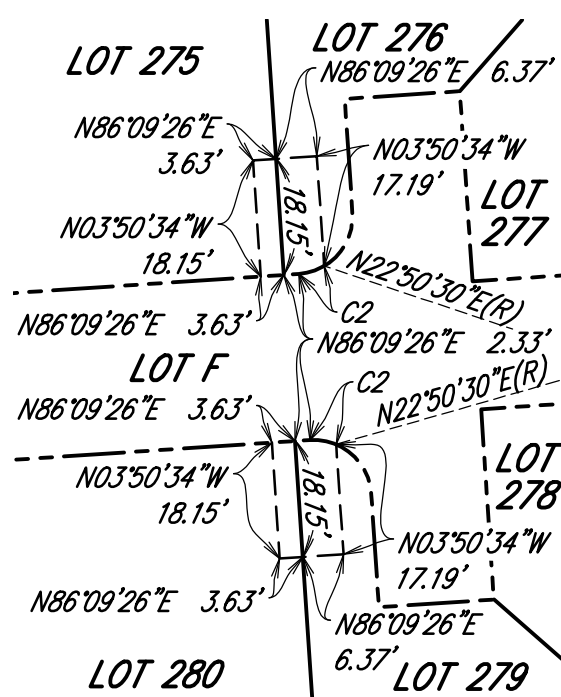 LOT 275
LOT 276
N86°09'26"E 6.37'
N86°09'26"E
3.63'
N03°50'34"W
17.19'
18.15'
LOT
277
N03°50'34"W
18.15'
N22°50'30"E(R)
N86°09'26"E 3.63'
C2
N86°09'26"E 2.33'
LOT F
C2
N22°50'30"E(R)
N86°09'26"E 3.63'
N03°50'34"W
18.15'
18.15'
LOT
278
N03°50'34"W
17.19'
N86°09'26"E 3.63'
N86°09'26"E
6.37'
LOT 280
LOT 279